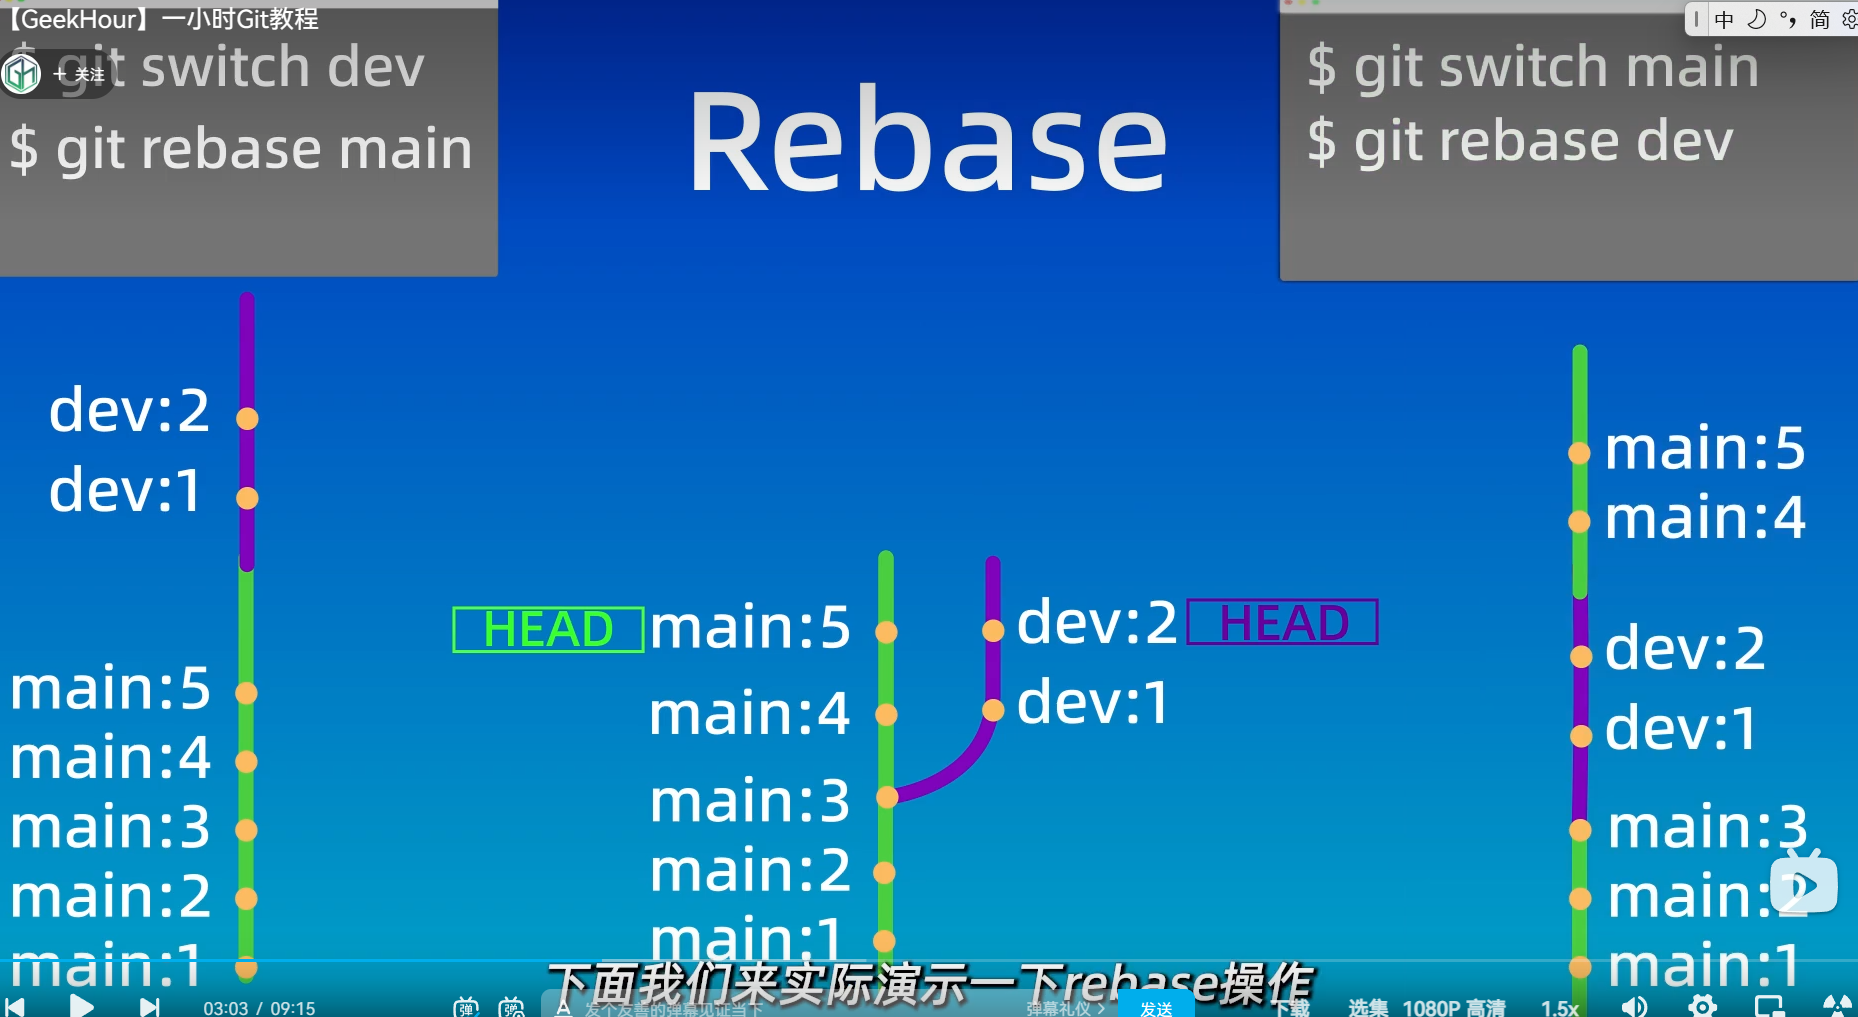 【GeekHour】一小时Git教程
$ git switch dev
+ 关注
$ git rebase main
Rebase
中 简
$ git switch main
$ git rebase dev
dev:2
dev:1
main:5
main:4
main:3
main:2
main:1
HEAD main:5
main:4
main:3
main:2
main:1
dev:2 HEAD
dev:1
main:5
main:4
dev:2
dev:1
main:3
main:2
main:1
下面我们来实际演示一下rebase操作
03:03 / 09:15
弹 弹 A 发个友善的弹幕见证当下 弹幕礼仪 > 发送 下载 选集 1080P 高清 1.5x